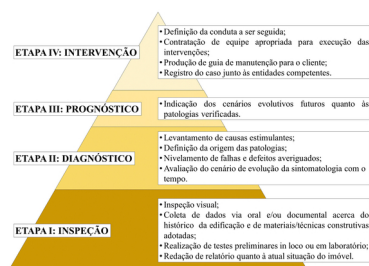 • Definição da conduta a ser seguida;
• Contratação de equipe apropriada para execução das
intervenções;
• Produção de guia de manutenção para o cliente;
• Registro do caso junto às entidades competentes.
ETAPA IV: INTERVENÇÃO
• Indicação dos cenários evolutivos futuros quanto às
patologias verificadas.
ETAPA III: PROGNÓSTICO
• Levantamento de causas estimulantes;
• Definição da origem das patologias;
• Nivelamento de falhas e defeitos averiguados;
• Avaliação do cenário de evolução da sintomatologia com o
tempo.
ETAPA II: DIAGNÓSTICO
• Inspeção visual;
• Coleta de dados via oral e/ou documental acerca do
histórico da edificação e de materiais/técnicas construtivas
adotadas;
• Realização de testes preliminares in loco ou em laboratório;
• Redação de relatório quanto à atual situação do imóvel.
ETAPA I: INSPEÇÃO